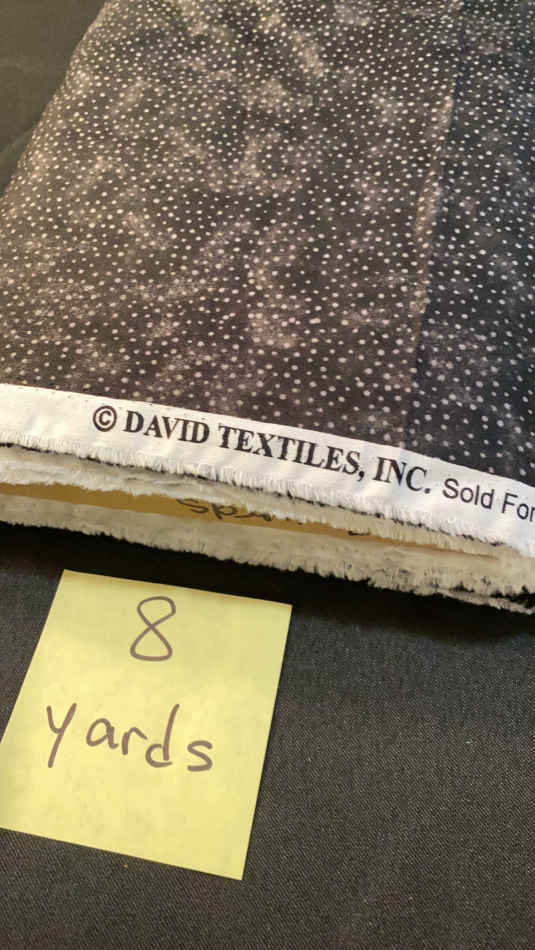 © DAVID TEXTILES, INC. Sold For
8
yards